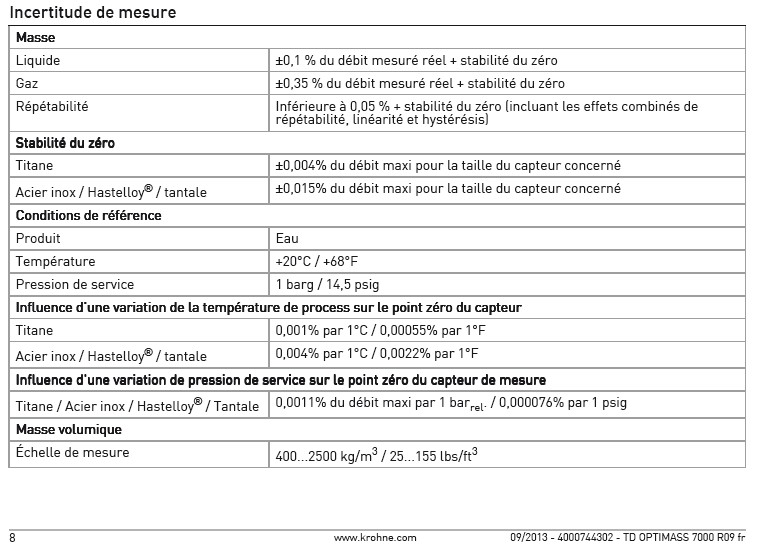 Incertitude de mesure
Masse
Liquide ±0,1 % du débit mesuré réel + stabilité du zéro
Gaz ±0,35 % du débit mesuré réel + stabilité du zéro
Répétabilité Inférieure à 0,05 % + stabilité du zéro (incluant les effets combinés de
répétabilité, linéarité et hystérésis)
Stabilité du zéro
Titane ±0,004% du débit maxi pour la taille du capteur concerné
Acier inox / Hastelloy® / tantale ±0,015% du débit maxi pour la taille du capteur concerné
Conditions de référence
Produit Eau
Température +20°C / +68°F
Pression de service 1 barg / 14,5 psig
Influence d'une variation de la température de process sur le point zéro du capteur
Titane 0,001% par 1°C / 0,00055% par 1°F
Acier inox / Hastelloy® / tantale 0,004% par 1°C / 0,0022% par 1°F
Influence d'une variation de pression de service sur le point zéro du capteur de mesure
Titane / Acier inox / Hastelloy® / Tantale 0,0011% du débit maxi par 1 bar rel. / 0,000076% par 1 psig
Masse volumique
Échelle de mesure 400...2500 kg/m³ / 25...155 lbs/ft³
8 www.krohne.com 09/2013 - 4000744302 - TD OPTIMASS 7000 R09 fr